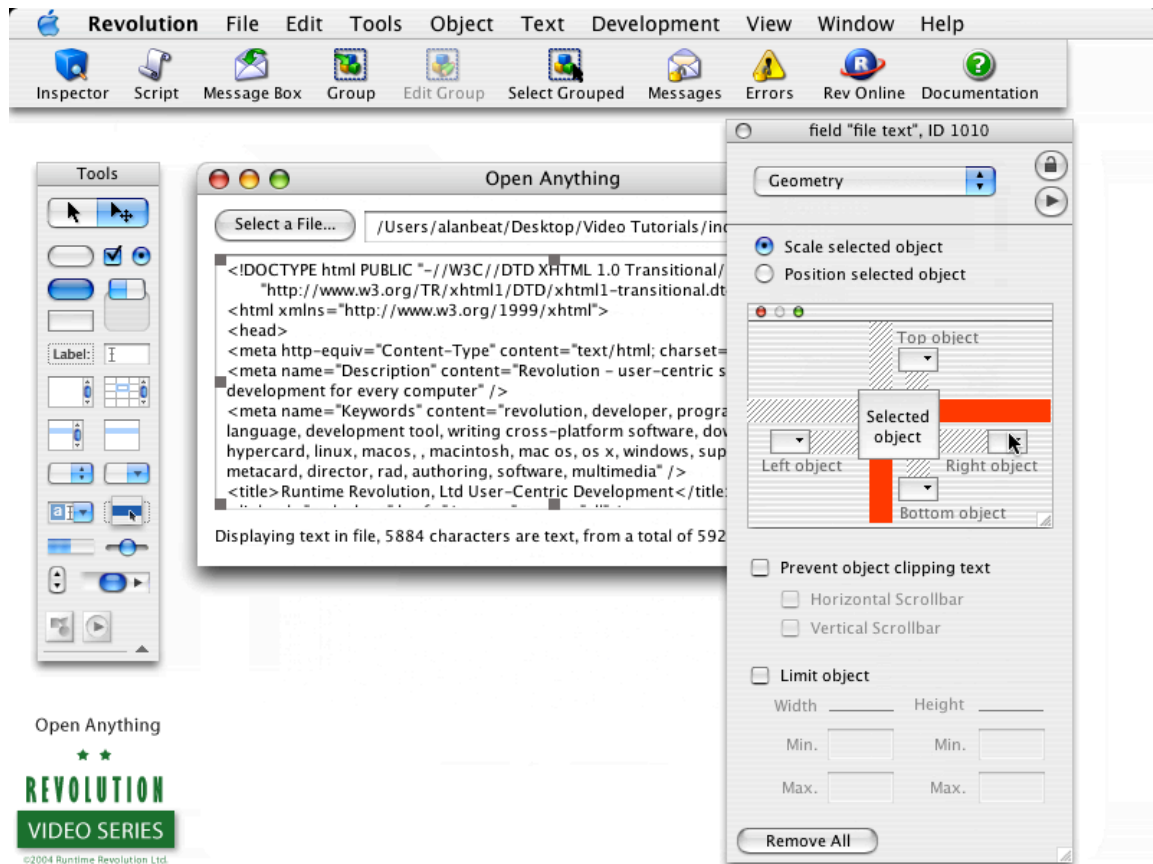 Revolution File Edit Tools Object Text Development View Window Help
Inspector Script Message Box Group Edit Group Select Grouped Messages Errors Rev Online Documentation
Tools
Label:
Open Anything
Select a File...
/Users/alanbeat/Desktop/Video Tutorials/ind
<!DOCTYPE html PUBLIC "-//W3C//DTD XHTML 1.0 Transitional/
"http://www.w3.org/TR/xhtml1/DTD/xhtml1-transitional.dt
<html xmlns="http://www.w3.org/1999/xhtml">
<head>
<meta http-equiv="Content-Type" content="text/html; charset=
<meta name="Description" content="Revolution - user-centric s
development for every computer" />
<meta name="Keywords" content="revolution, developer, progra
language, development tool, writing cross-platform software, dov
hypercard, linux, macos, , macintosh, mac os, os x, windows, sup
metacard, director, rad, authoring, software, multimedia" />
<title>Runtime Revolution, Ltd User-Centric Development</title
Displaying text in file, 5884 characters are text, from a total of 592
field "file text", ID 1010
Geometry
Scale selected object
Position selected object
Top object
Selected
object
Left object
Right object
Bottom object
Prevent object clipping text
Horizontal Scrollbar
Vertical Scrollbar
Limit object
Width Height
Min. Min.
Max. Max.
Remove All
Open Anything
REVOLUTION
VIDEO SERIES
©2004 Runtime Revolution Ltd.